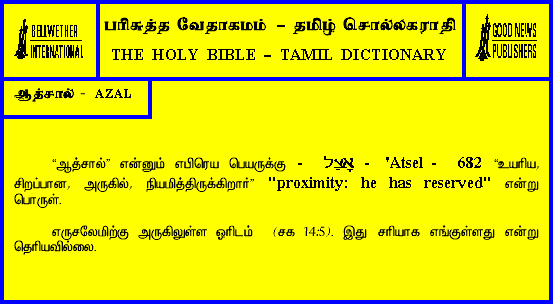 BELLWETHER
INTERNATIONAL
பரிசுத்த வேதாகமம் – தமிழ் சொல்லகராதி
THE HOLY BIBLE – TAMIL DICTIONARY
GOOD NEWS
PUBLISHERS
ஆத்சால் - AZAL
“ஆத்சால்” என்னும் எபிரெய பெயருக்கு - אָצַל - 'Atsel - 682 “உயரிய,
சிறப்பான, அருகில், நியமித்திருக்கிறார்” "proximity: he has reserved" என்று
பொருள்.
எருசலேமிற்கு அருகிலுள்ள ஓரிடம் (சக 14:5). இது சரியாக எங்குள்ளது என்று
தெரியவில்லை.